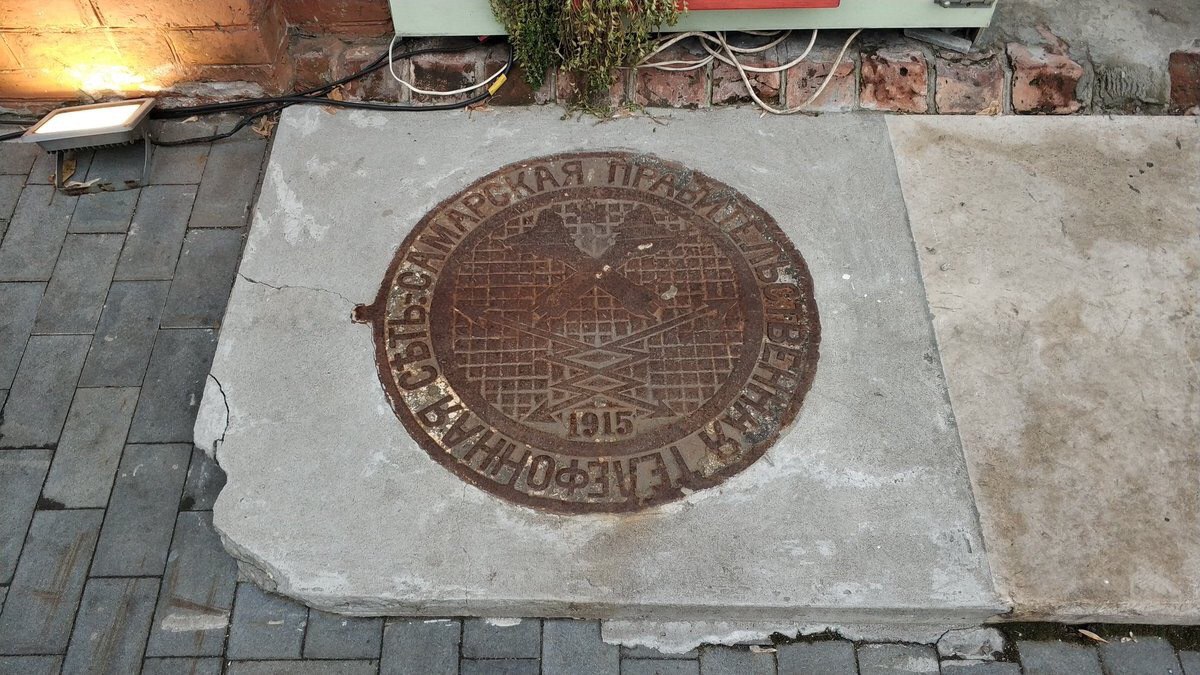 САМАРСКАЯ ПРАВИТЕЛЬСТВЕННАЯ ТЕЛЕФОННАЯ СѢТЬ
1915